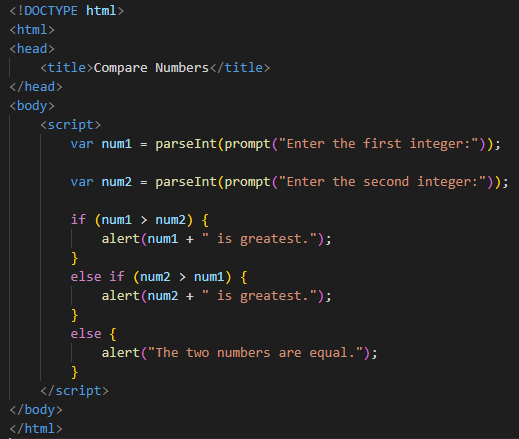 <!DOCTYPE html>
<html>
<head>
    <title>Compare Numbers</title>
</head>
<body>
    <script>
        var num1 = parseInt(prompt("Enter the first integer:"));

        var num2 = parseInt(prompt("Enter the second integer:"));

        if (num1 > num2) {
            alert(num1 + " is greatest.");
        }
        else if (num2 > num1) {
            alert(num2 + " is greatest.");
        }
        else {
            alert("The two numbers are equal.");
        }
    </script>
</body>
</html>